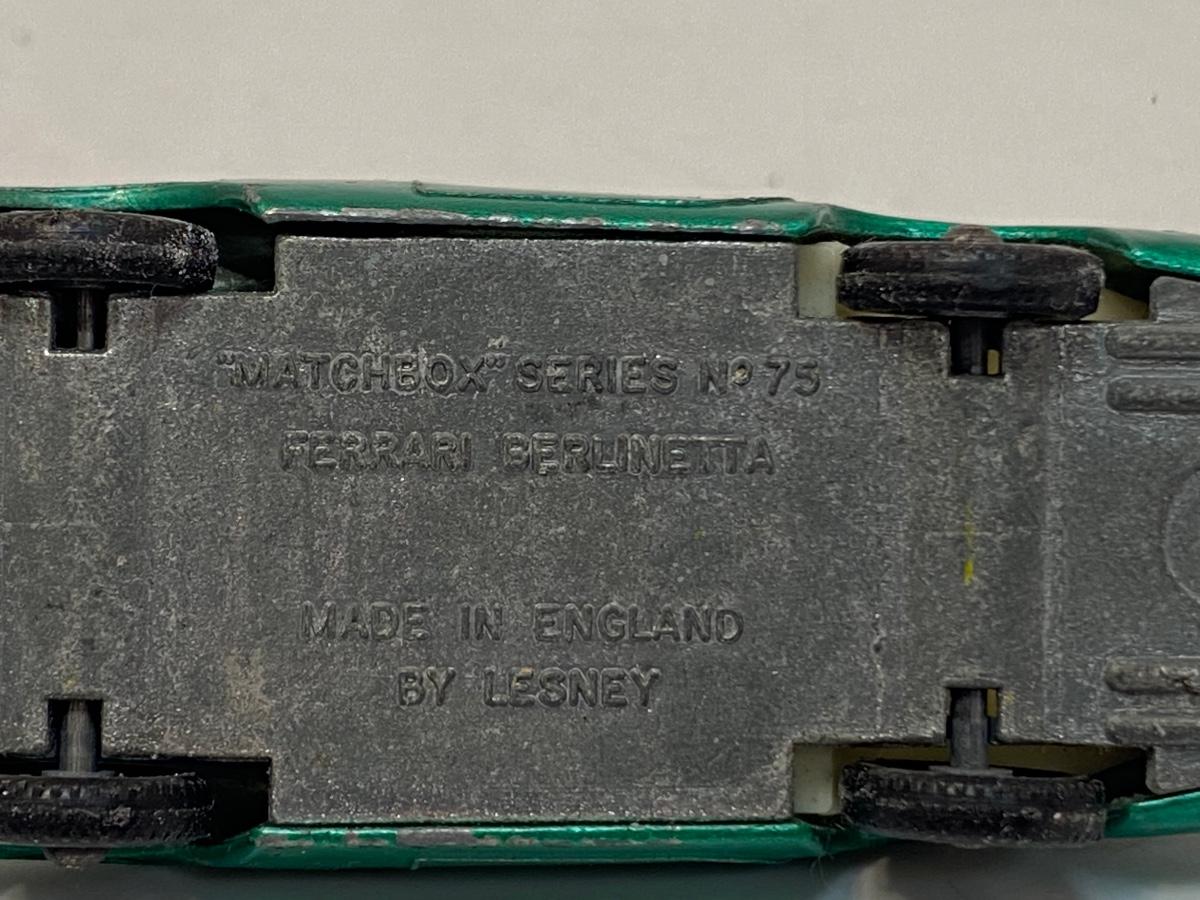 "MATCHBOX" SERIES Nº 75
FERRARI BERLINETTA
MADE IN ENGLAND
BY LESNEY